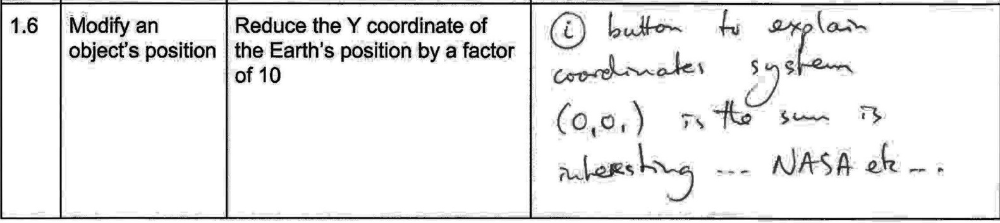 1.6
Modify an
object's position
Reduce the Y coordinate of
the Earth's position by a factor
of 10
(i) button to explain
coordinates system
(0,0,) is the sun is
interesting --- NASA etc --.